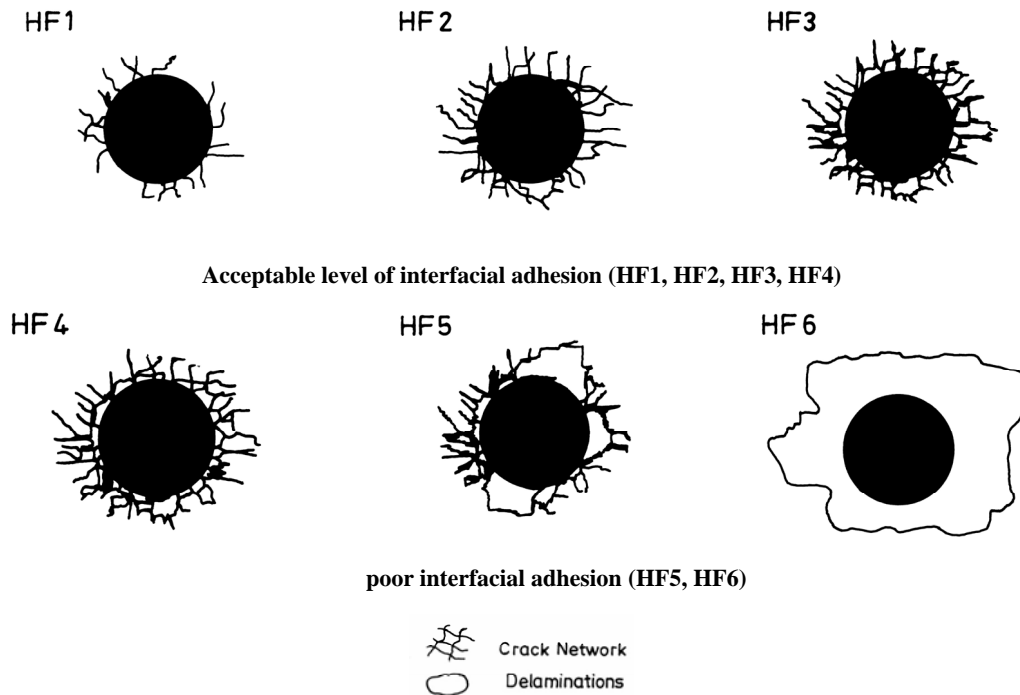 HF1 HF2 HF3
Acceptable level of interfacial adhesion (HF1, HF2, HF3, HF4)
HF4 HF5 HF6
poor interfacial adhesion (HF5, HF6)
Crack Network
Delaminations